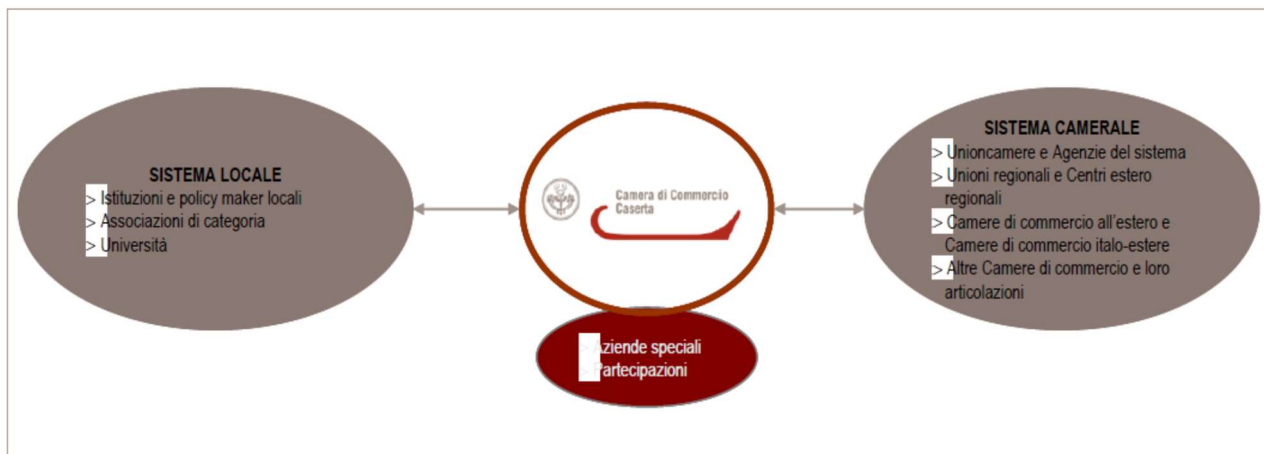 SISTEMA LOCALE
> Istituzioni e policy maker locali
> Associazioni di categoria
> Università
Camera di Commercio
Caserta
> Aziende speciali
> Partecipazioni
SISTEMA CAMERALE
> Unioncamere e Agenzie del sistema
> Unioni regionali e Centri estero
regionali
> Camere di commercio all'estero e
Camere di commercio italo-estere
> Altre Camere di commercio e loro
articolazioni